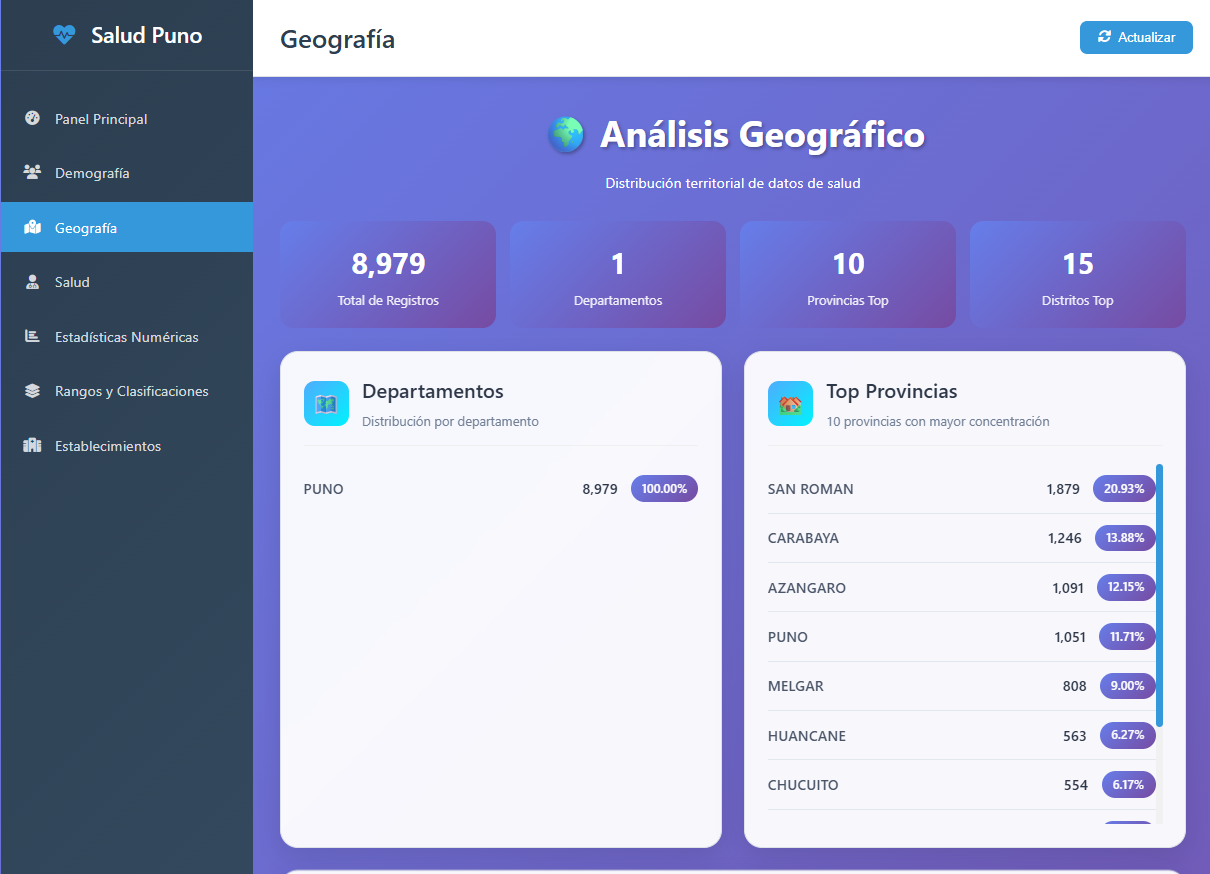 Salud Puno
Panel Principal
Demografía
Geografía
Salud
Estadísticas Numéricas
Rangos y Clasificaciones
Establecimientos
Geografía
Actualizar
Análisis Geográfico
Distribución territorial de datos de salud
8,979
Total de Registros
1
Departamentos
10
Provincias Top
15
Distritos Top
Departamentos
Distribución por departamento
PUNO 8,979 100.00%
Top Provincias
10 provincias con mayor concentración
SAN ROMAN 1,879 20.93%
CARABAYA 1,246 13.88%
AZANGARO 1,091 12.15%
PUNO 1,051 11.71%
MELGAR 808 9.00%
HUANCANE 563 6.27%
CHUCUITO 554 6.17%